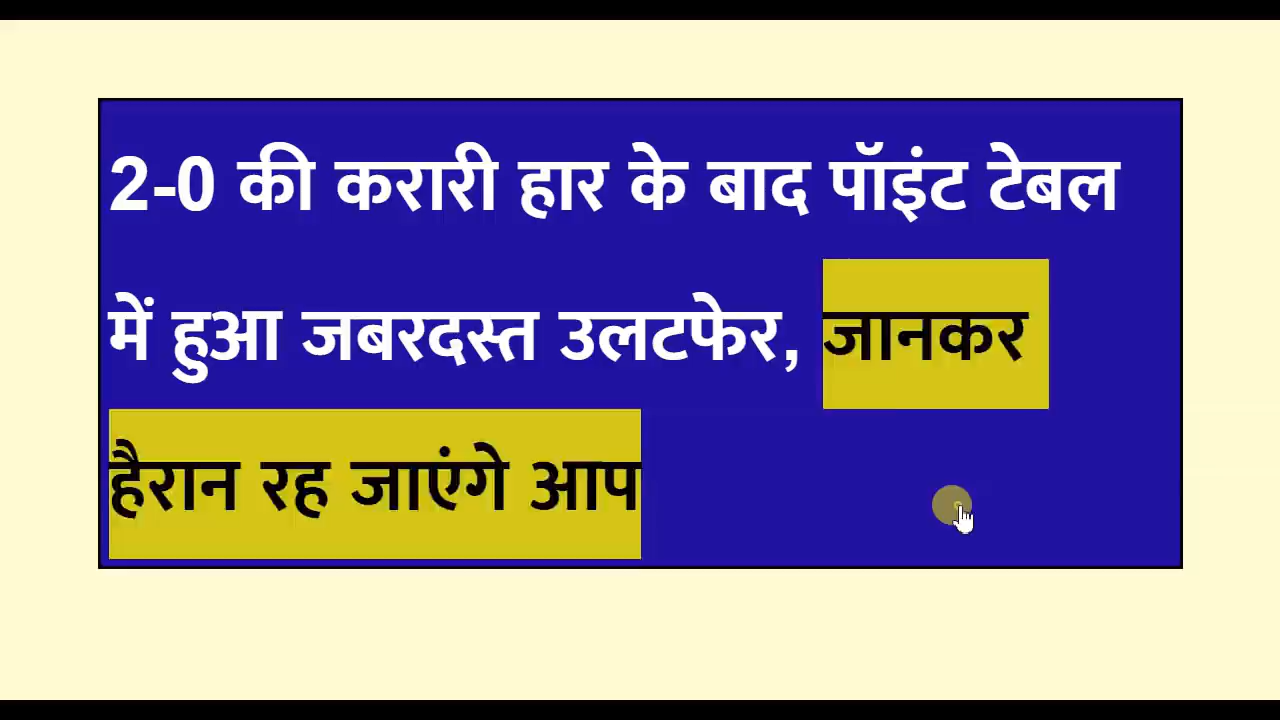 2-0 की करारी हार के बाद पॉइंट टेबल
में हुआ जबरदस्त उलटफेर, जानकर
हैरान रह जाएंगे आप